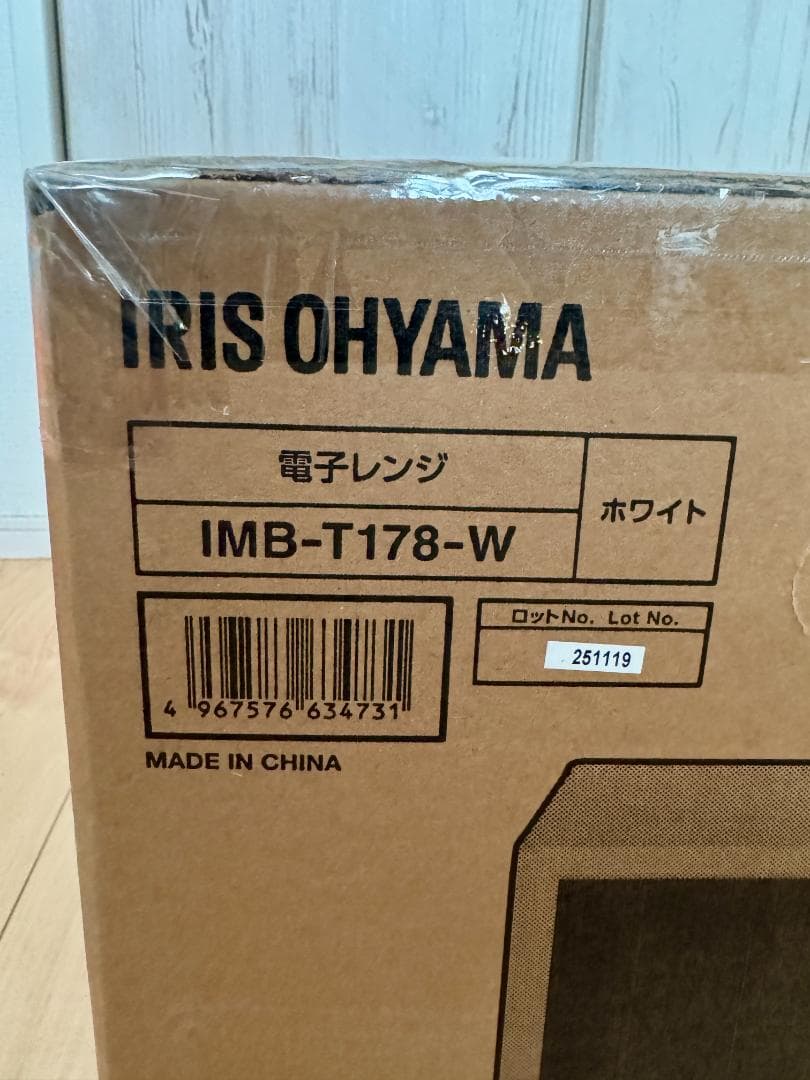 IRIS OHYAMA
電子レンジ
ホワイト
IMB-T178-W
ロットNo. Lot No.
251119
4 967576 634731
MADE IN CHINA